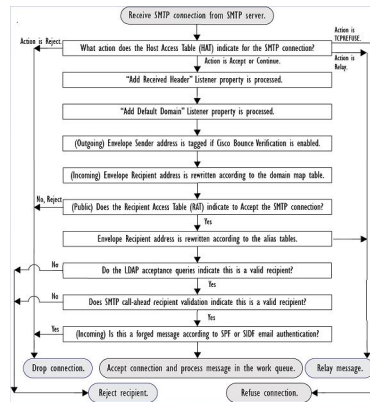 Receive SMTP connection from SMTP server.
Action is Reject.
What action does the Host Access Table (HAT) indicate for the SMTP connection?
Action is
TCPREFUSE.
Action is Accept or Continue.
Action is
Relay.
"Add Received Header" Listener property is processed.
"Add Default Domain" Listener property is processed.
(Outgoing) Envelope Sender address is tagged if Cisco Bounce Verification is enabled.
(Incoming) Envelope Recipient address is rewritten according to the domain map table.
No, Reject.
(Public) Does the Recipient Access Table (RAT) indicate to Accept the SMTP connection?
Yes
Envelope Recipient address is rewritten according to the alias tables.
No
Do the LDAP acceptance queries indicate this is a valid recipient?
Yes
No
Does SMTP call-ahead recipient validation indicate this is a valid recipient?
Yes
Yes
(Incoming) Is this a forged message according to SPF or SIDF email authentication?
Drop connection.
Accept connection and process message in the work queue.
Relay message.
Reject recipient.
Refuse connection.